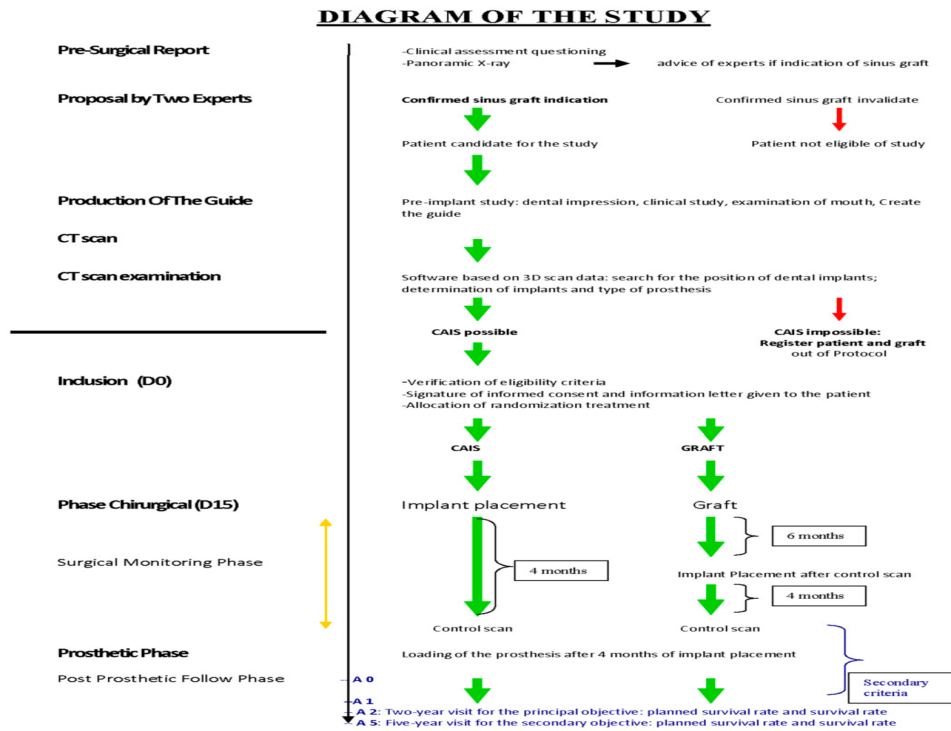 DIAGRAM OF THE STUDY
Pre-Surgical Report
-Clinical assessment questioning
-Panoramic X-ray
advice of experts if indication of sinus graft
Proposal by Two Experts
Confirmed sinus graft indication
Confirmed sinus graft invalidate
Patient candidate for the study
Patient not eligible of study
Production Of The Guide
Pre-implant study: dental impression, clinical study, examination of mouth, Create
the guide
CT scan
CT scan examination
Software based on 3D scan data: search for the position of dental implants;
determination of implants and type of prosthesis
CAIS possible
CAIS impossible:
Register patient and graft
out of Protocol
Inclusion (D0)
-Verification of eligibility criteria
-Signature of informed consent and information letter given to the patient
-Allocation of randomization treatment
CAIS
GRAFT
Phase Chirurgical (D15)
Implant placement
Graft
6 months
Surgical Monitoring Phase
4 months
Implant Placement after control scan
4 months
Control scan
Control scan
Prosthetic Phase
Loading of the prosthesis after 4 months of implant placement
Post Prosthetic Follow Phase
A 0
Secondary
criteria
A 1
A 2: Two-year visit for the principal objective: planned survival rate and survival rate
A 5: Five-year visit for the secondary objective: planned survival rate and survival rate